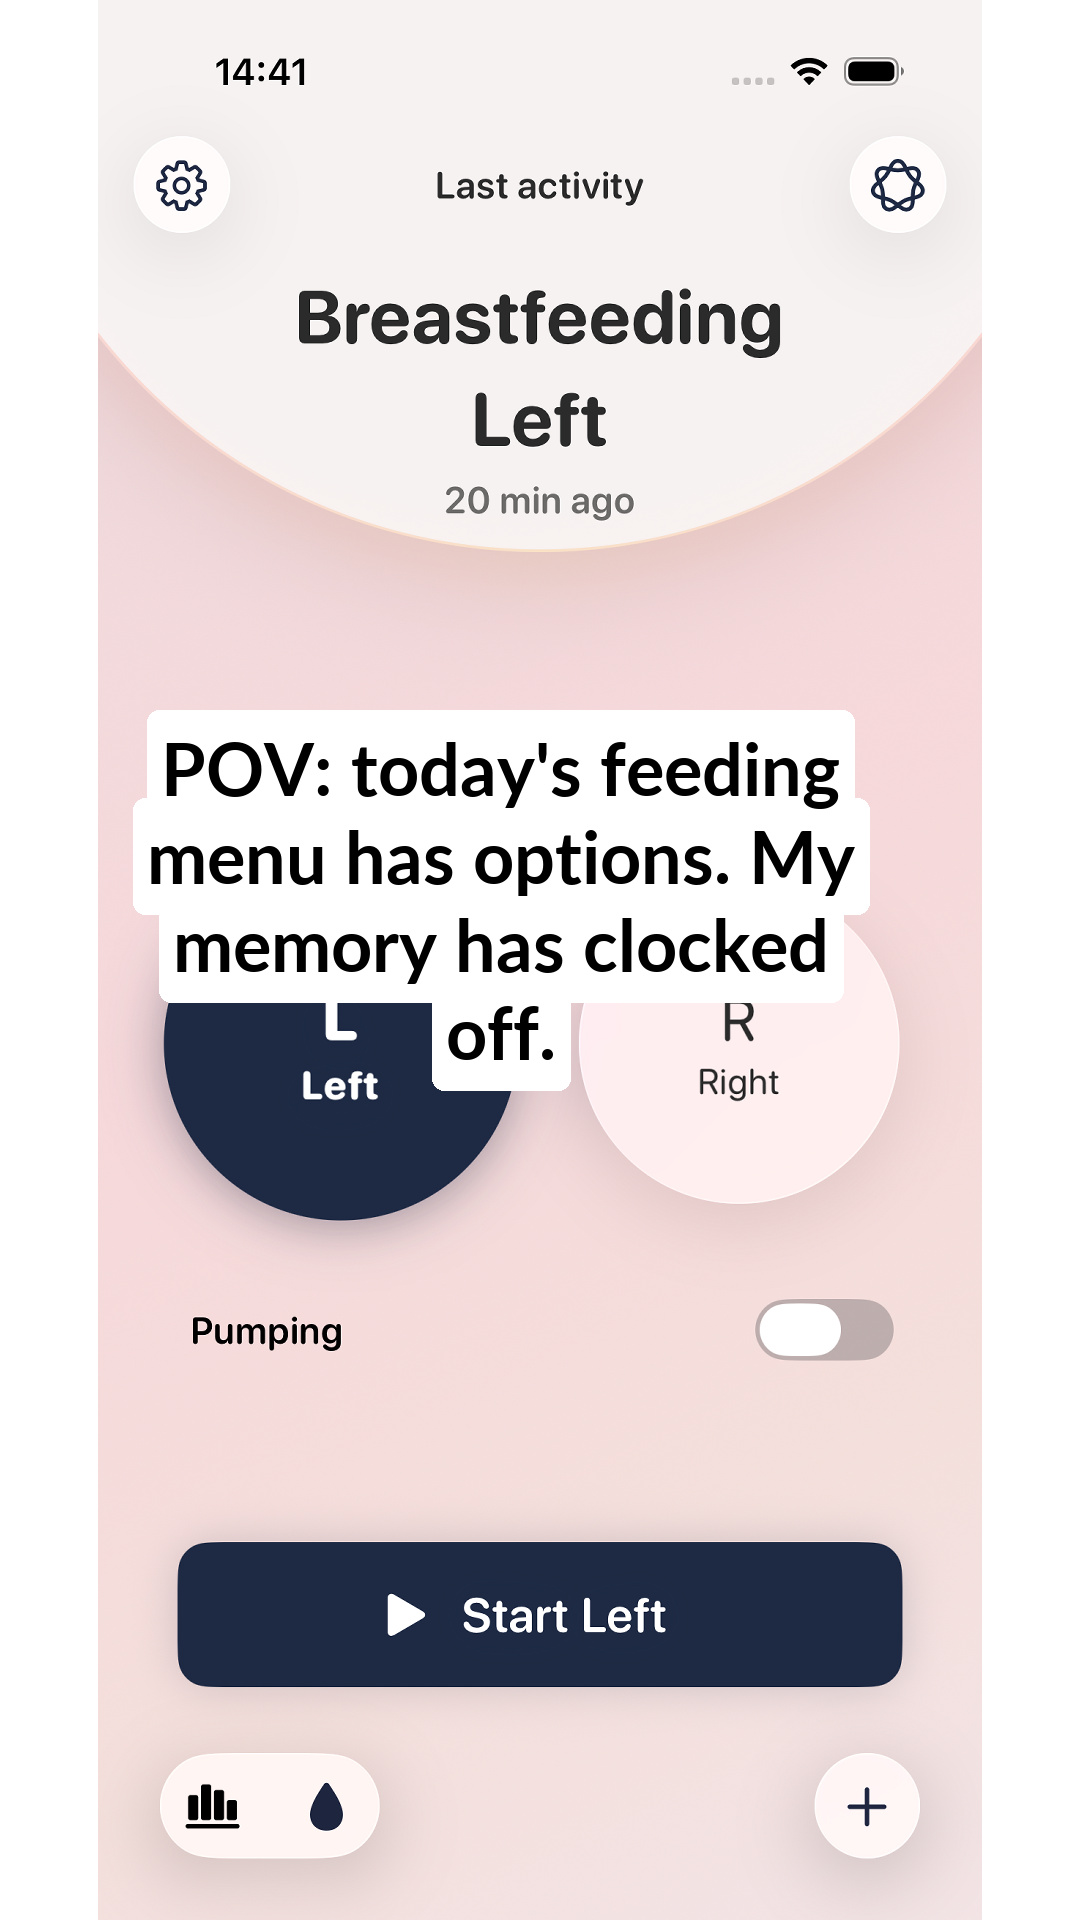 14:41
Last activity
Breastfeeding
Left
20 min ago
POV: today's feeding
menu has options. My
memory has clocked
off.
L
R
Left
Right
Pumping
Start Left